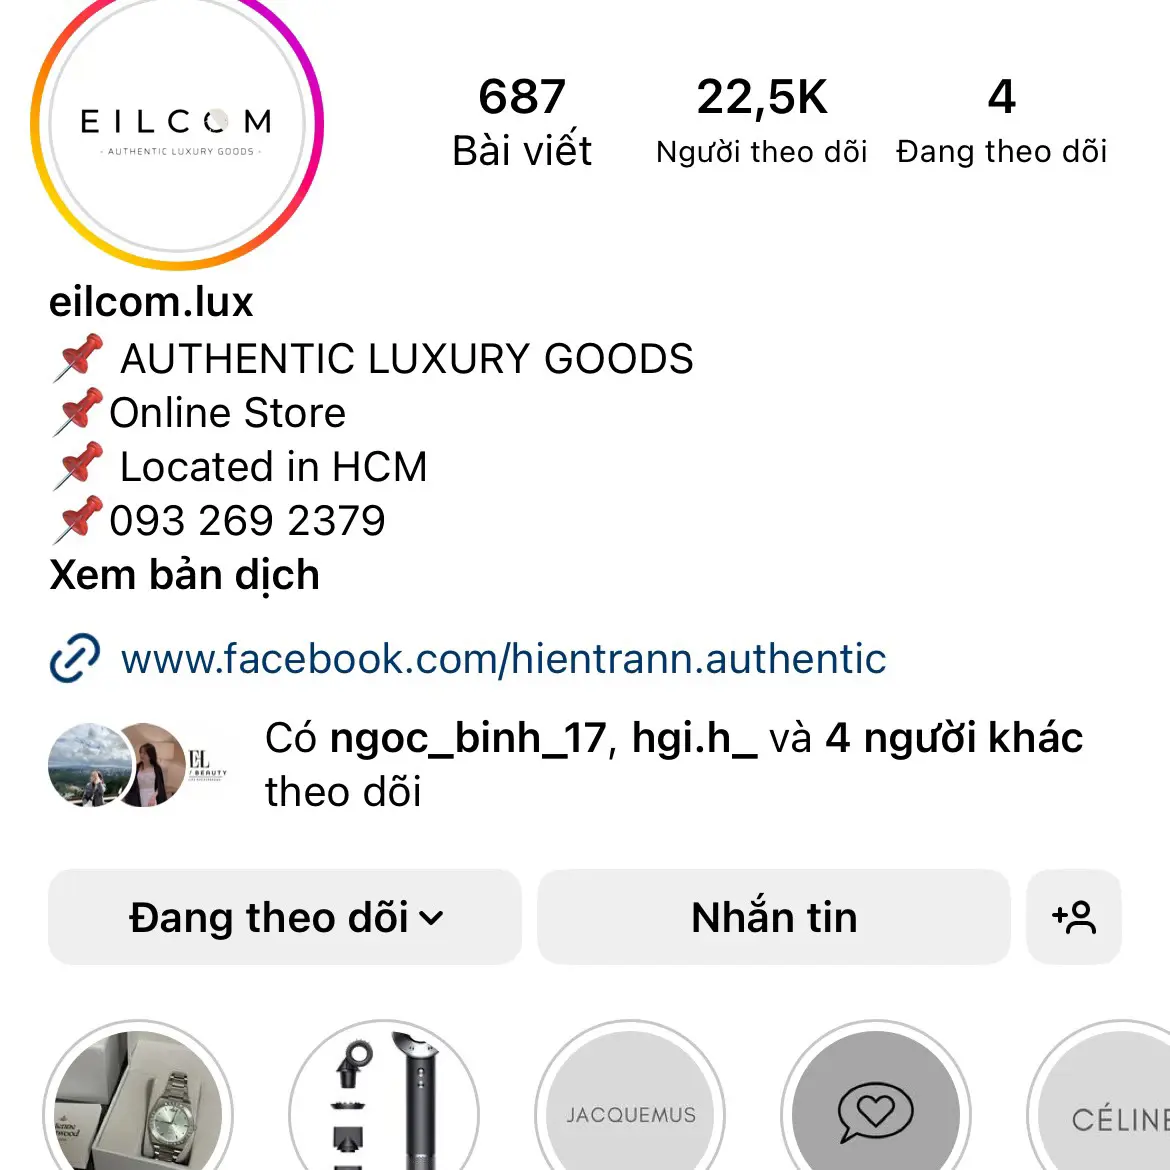 EILCOM
· AUTHENTIC LUXURY GOODS ·
687
22,5K
4
Bài viết
Người theo dõi
Đang theo dõi
eilcom.lux
📌 AUTHENTIC LUXURY GOODS
📌Online Store
📌 Located in HCM
📌093 269 2379
Xem bản dịch
www.facebook.com/hientrann.authentic
EL
BEAUTY
Có ngoc_binh_17, hgi.h_ và 4 người khác
theo dõi
Đang theo dõi
Nhắn tin
JACQUEMUS
CÉLINE